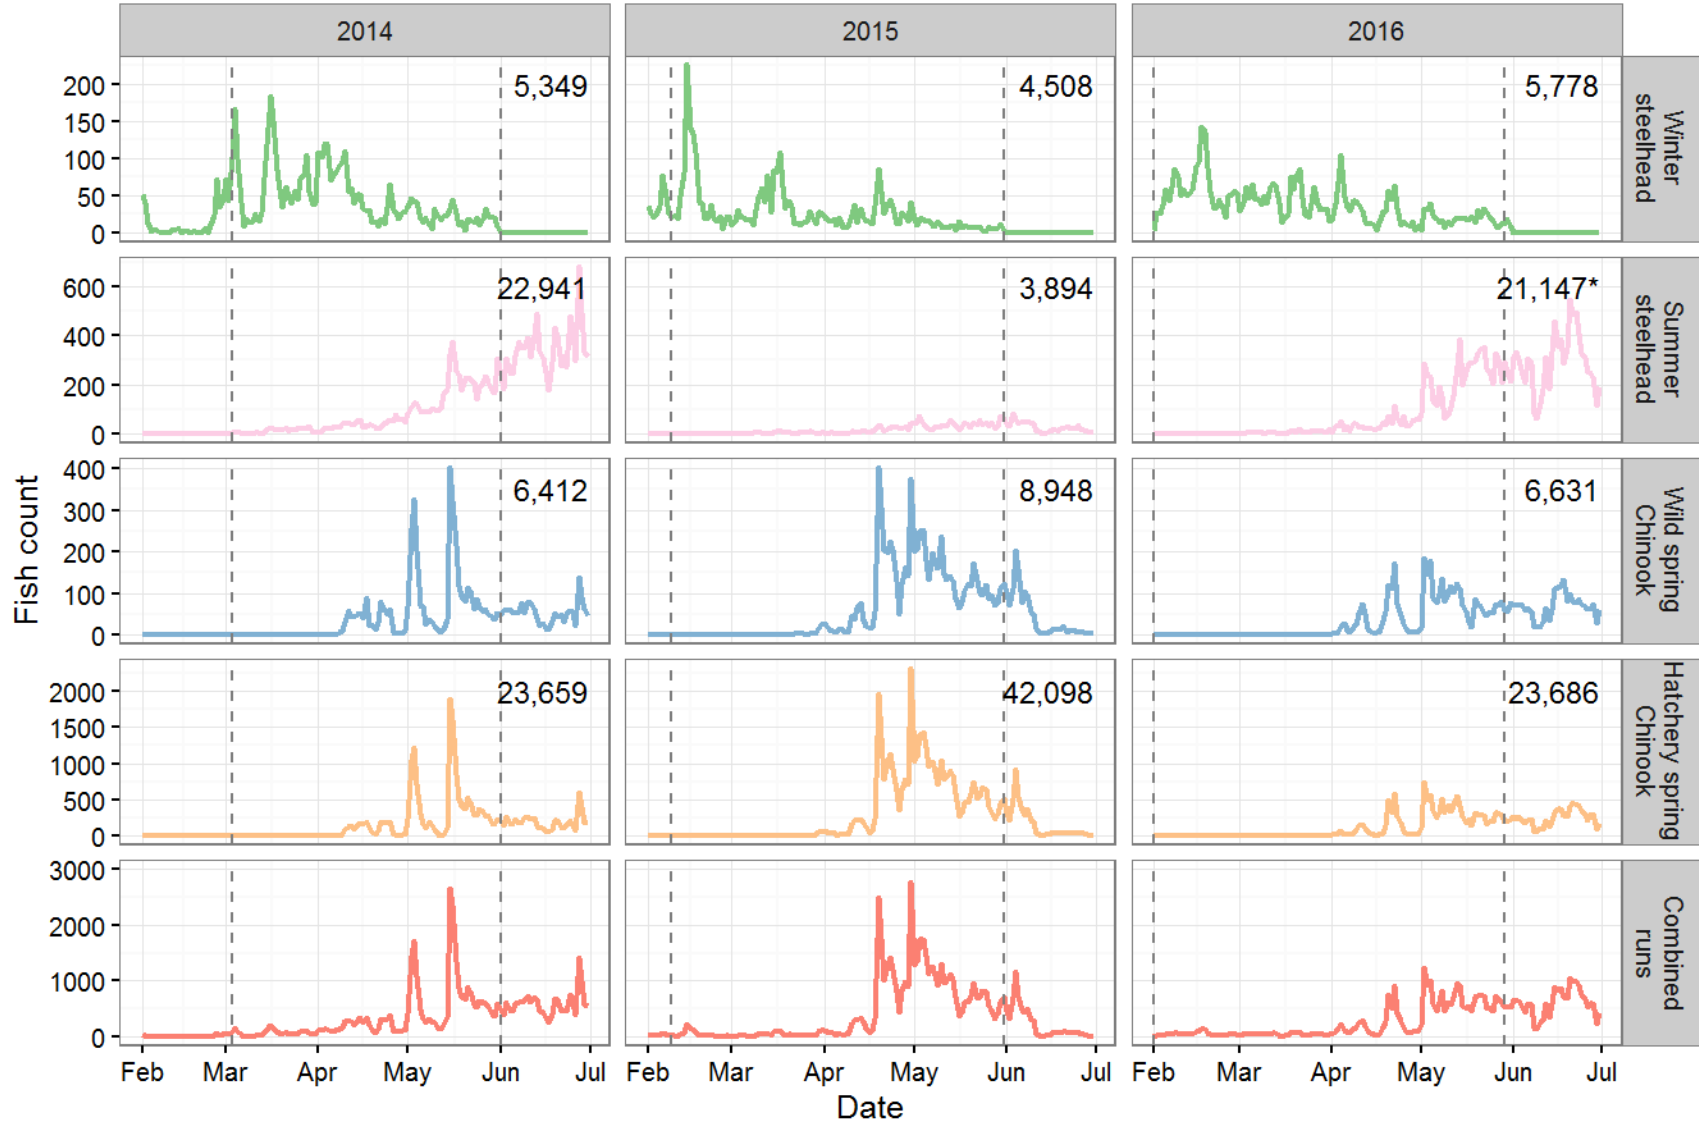 2014 2015 2016
200
150
100
50
0
5,349 4,508 5,778
Winter
steelhead
600
400
200
0
22,941 3,894 21,147*
Summer
steelhead
400
300
200
100
0
6,412 8,948 6,631
Wild spring
Chinook
2000
1500
1000
500
0
23,659 42,098 23,686
Hatchery spring
Chinook
3000
2000
1000
0
Combined
runs
Fish count
Feb Mar Apr May Jun Jul Feb Mar Apr May Jun Jul Feb Mar Apr May Jun Jul
Date